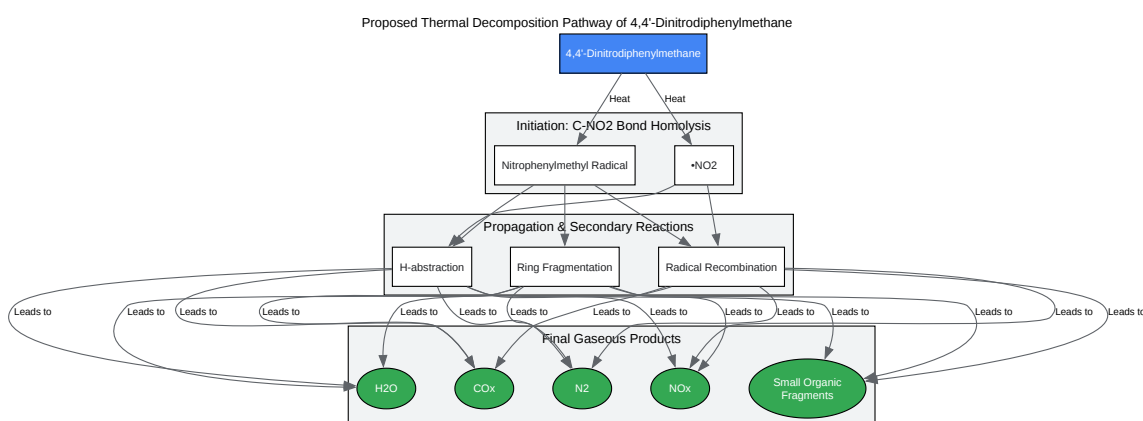 Proposed Thermal Decomposition Pathway of 4,4'-Dinitrodiphenylmethane
4,4'-Dinitrodiphenylmethane
Heat
Heat
Initiation: C-NO2 Bond Homolysis
Nitrophenylmethyl Radical
•NO2
Propagation & Secondary Reactions
H-abstraction
Ring Fragmentation
Radical Recombination
Leads to
Leads to
Leads to
Leads to
Leads to
Leads to
Leads to
Leads to
Leads to
Leads to
Leads to
Leads to
Leads to
Leads to
Final Gaseous Products
H2O
COx
N2
NOx
Small Organic
Fragments